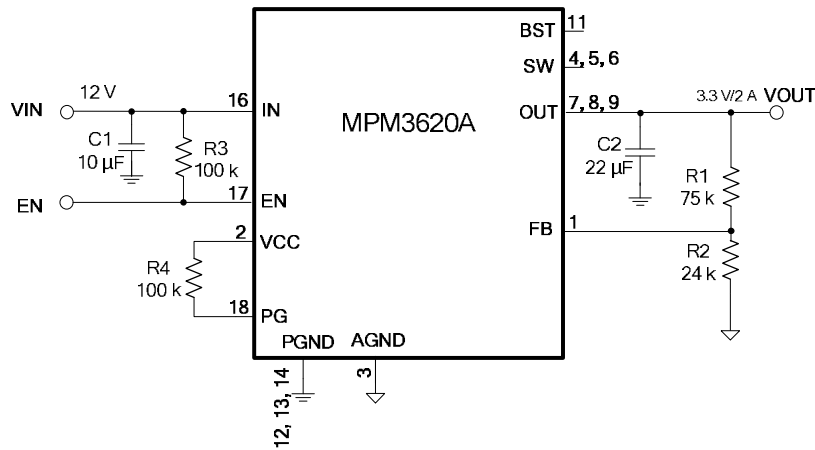 BST
11
SW
4, 5, 6
VIN
12 V
16
IN
MPM3620A
OUT
7, 8, 9
3.3 V/2 A
VOUT
C1
10 μF
R3
100 k
C2
22 μF
R1
75 k
EN
17
EN
2
VCC
FB
1
R2
24 k
R4
100 k
18
PG
PGND
AGND
12, 13, 14
3